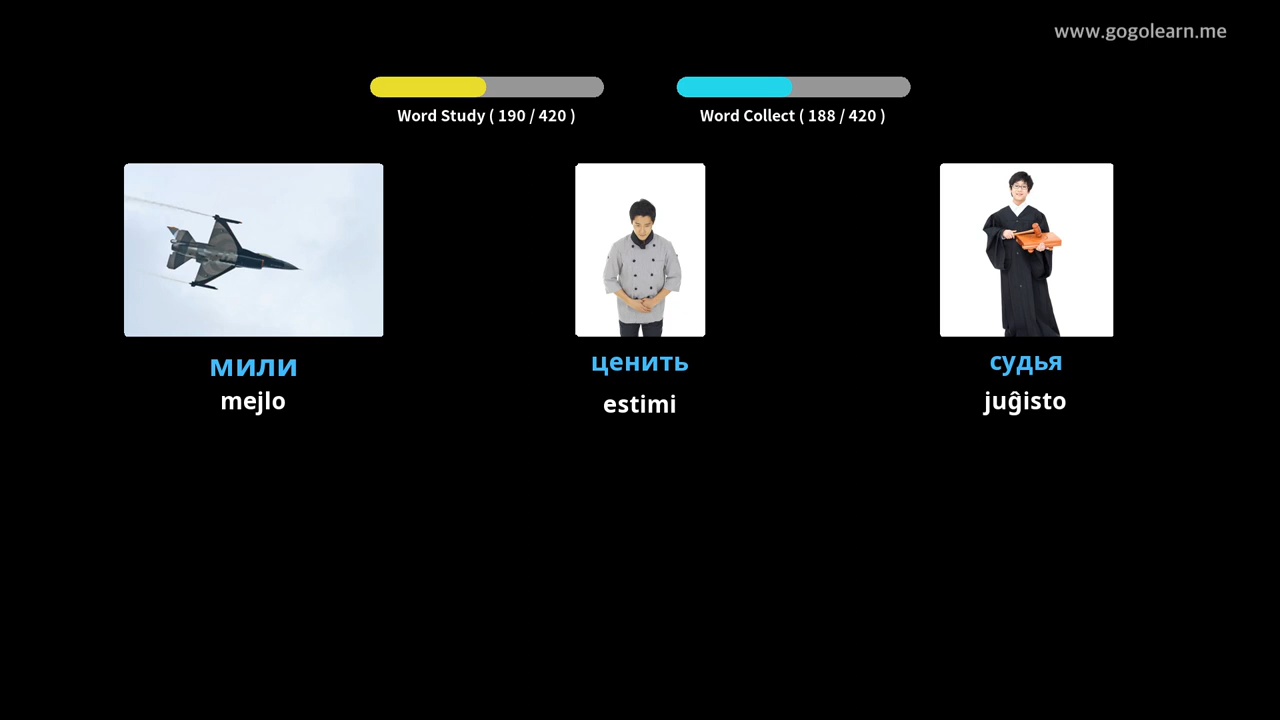 www.gogolearn.me
Word Study ( 190 / 420 )
Word Collect ( 188 / 420 )
мили
ценить
судья
mejlo
estimi
juĝisto